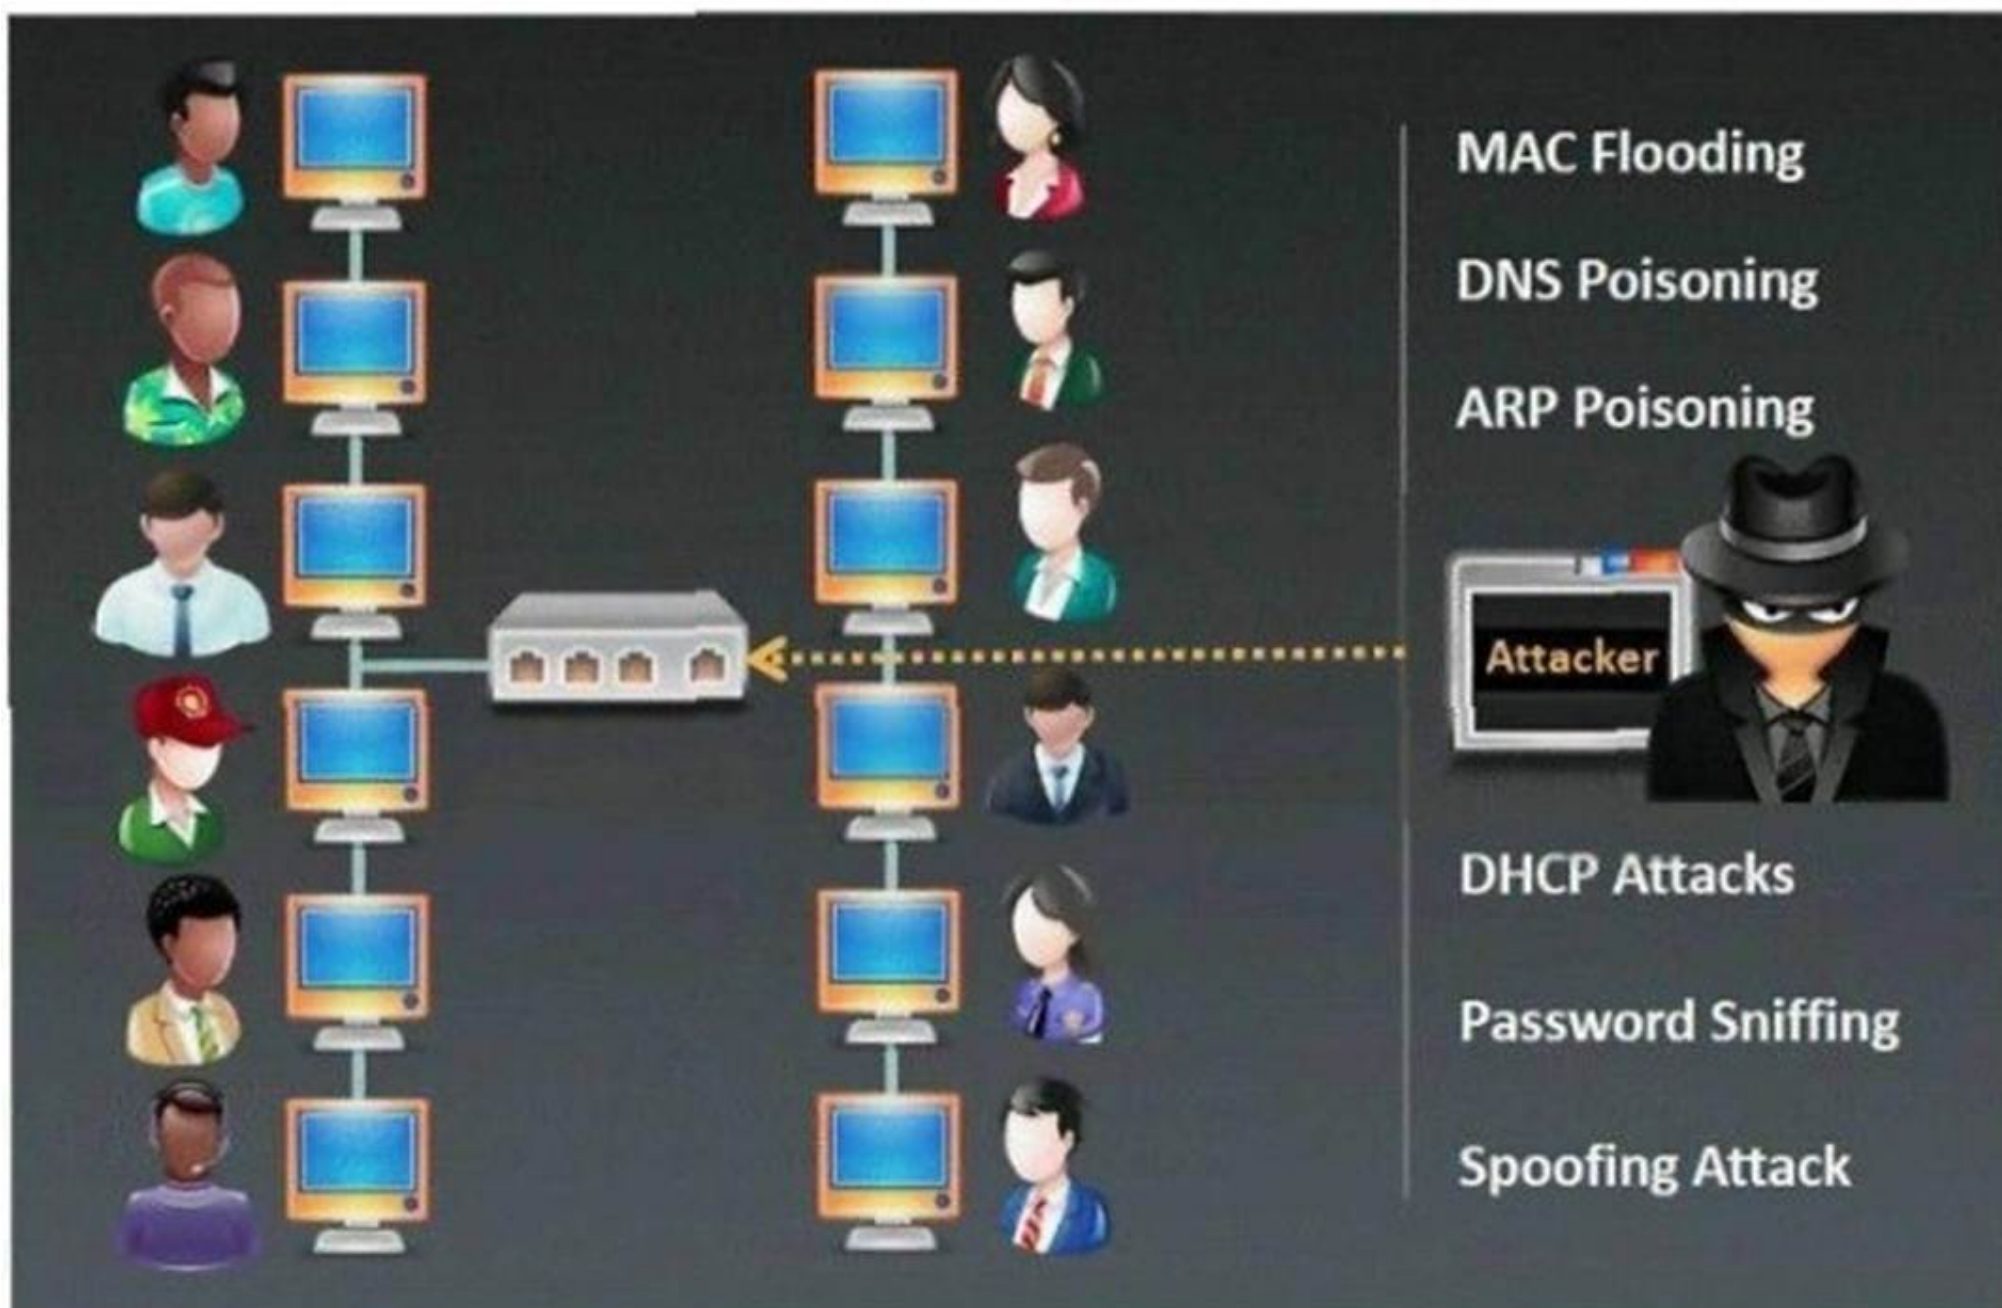 MAC Flooding
DNS Poisoning
ARP Poisoning
Attacker
DHCP Attacks
Password Sniffing
Spoofing Attack